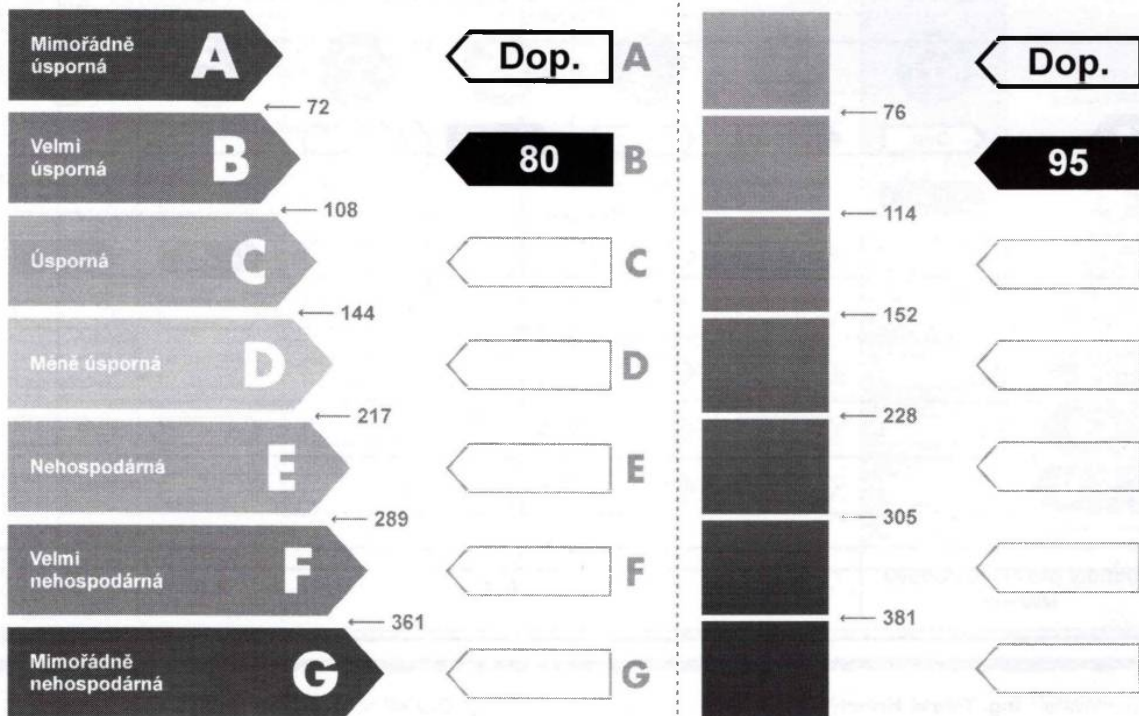 Mimořádně
úsporná
A
Dop.
A
Dop.
72
76
Velmi
úsporná
B
80
B
95
108
114
Úsporná
C
C
144
152
Méně úsporná
D
D
217
228
Nehospodárná
E
E
289
305
Velmi
nehospodárná
F
F
361
381
Mimořádně
nehospodárná
G
G